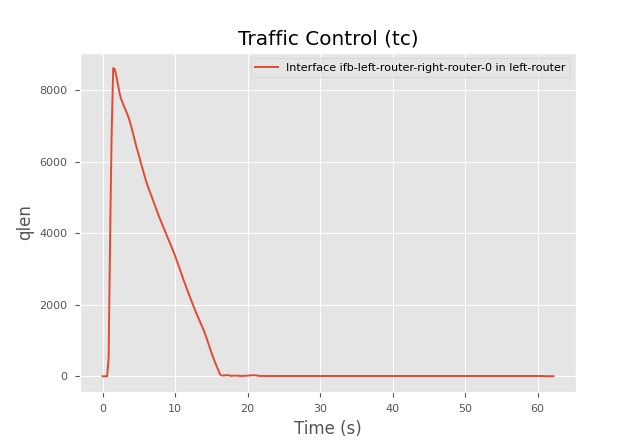 Traffic Control (tc)
Interface ifb-left-router-right-router-0 in left-router
8000
6000
4000
2000
0
qlen
0 10 20 30 40 50 60
Time (s)